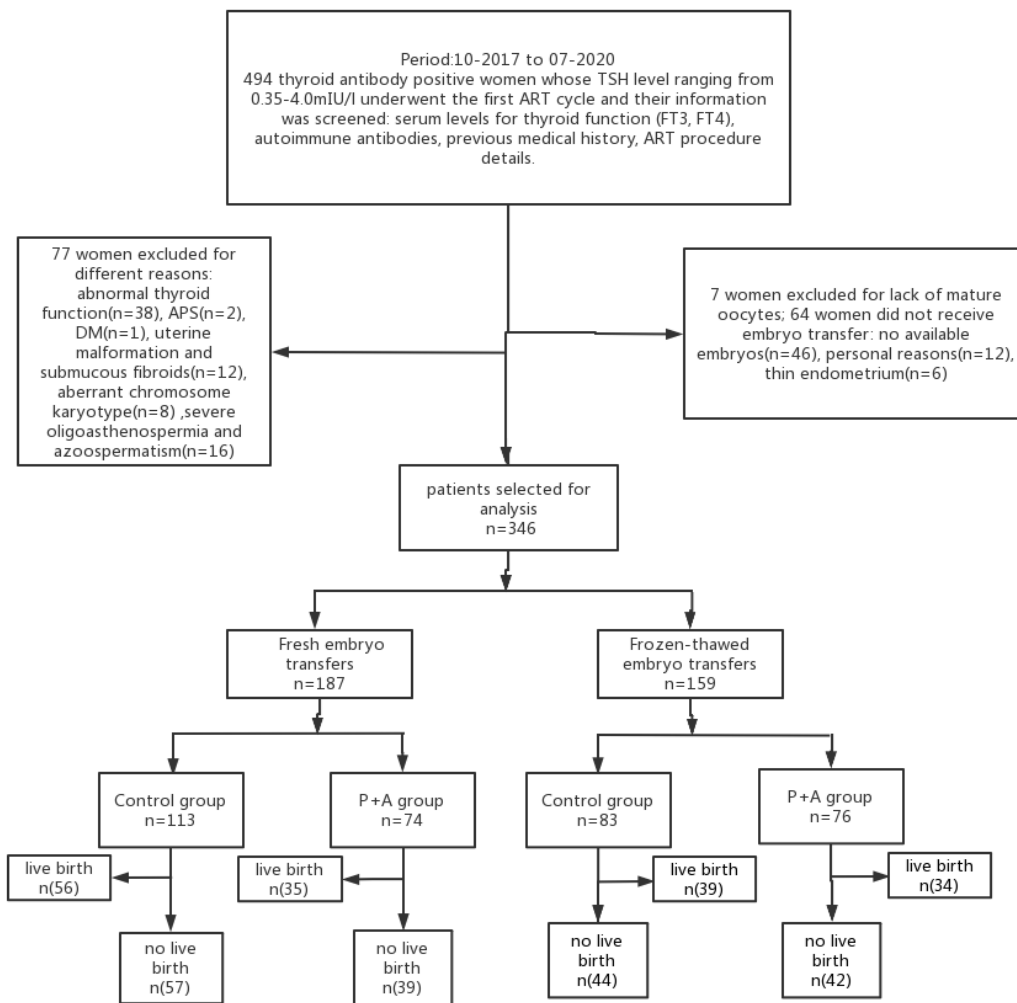 Period:10-2017 to 07-2020
494 thyroid antibody positive women whose TSH level ranging from
0.35-4.0mIU/l underwent the first ART cycle and their information
was screened: serum levels for thyroid function (FT3, FT4),
autoimmune antibodies, previous medical history, ART procedure
details.
77 women excluded for
different reasons:
abnormal thyroid
function(n=38), APS(n=2),
DM(n=1), uterine
malformation and
submucous fibroids(n=12),
aberrant chromosome
karyotype(n=8) ,severe
oligoasthenospermia and
azoospermatism(n=16)
7 women excluded for lack of mature
oocytes; 64 women did not receive
embryo transfer: no available
embryos(n=46), personal reasons(n=12),
thin endometrium(n=6)
patients selected for
analysis
n=346
Fresh embryo
transfers
n=187
Frozen-thawed
embryo transfers
n=159
Control group
n=113
P+A group
n=74
Control group
n=83
P+A group
n=76
live birth
n(56)
live birth
n(35)
live birth
n(39)
live birth
n(34)
no live
birth
n(57)
no live
birth
n(39)
no live
birth
n(44)
no live
birth
n(42)